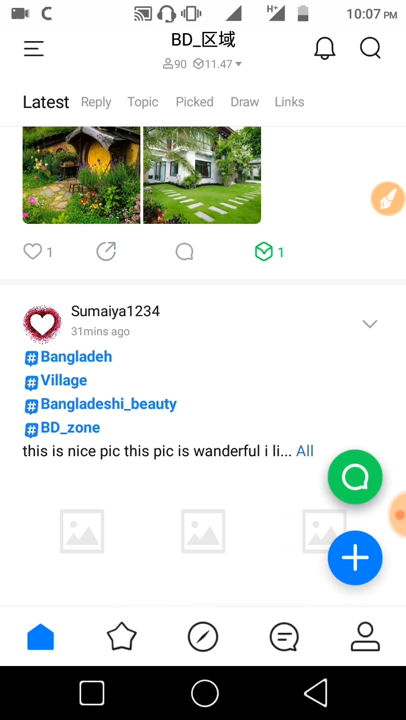 H+
10:07 PM
BD_区域
90 11.47
Latest Reply Topic Picked Draw Links
1 1
Sumaiya1234
31mins ago
#Bangladeh
#Village
#Bangladeshi_beauty
#BD_zone
this is nice pic this pic is wanderful i li... All